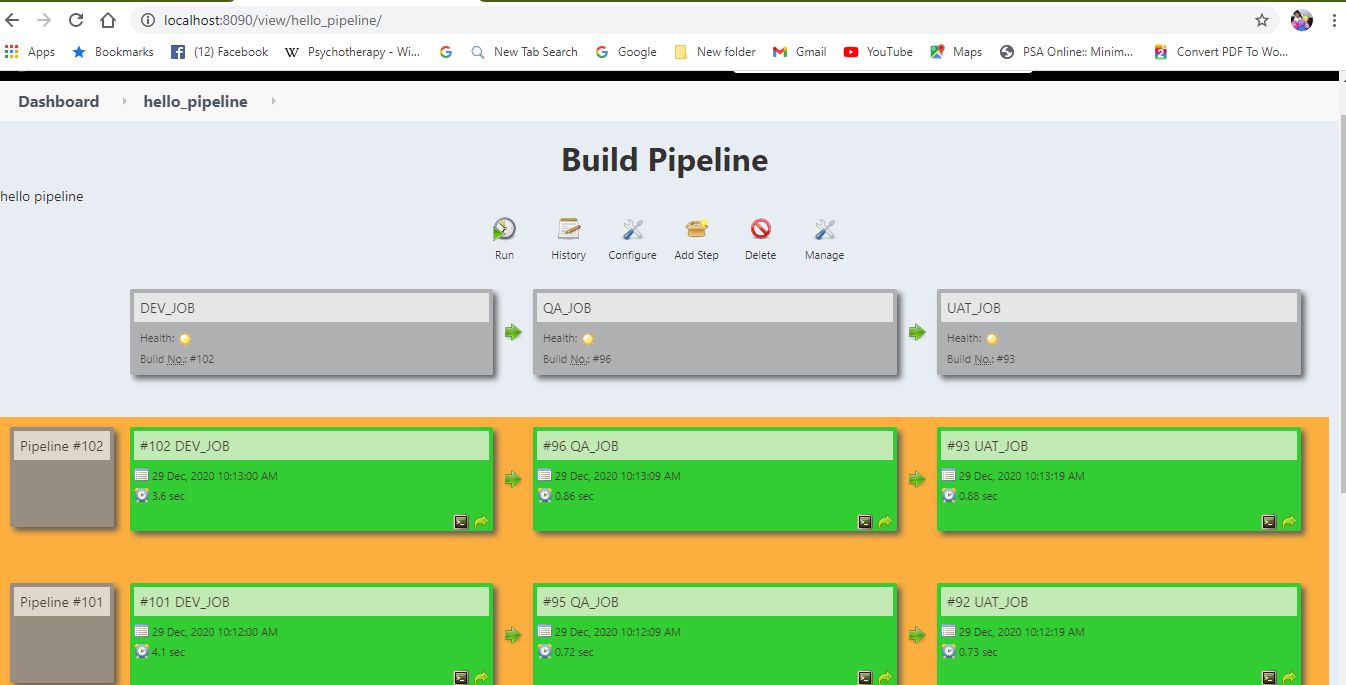 localhost:8090/view/hello_pipeline/
Apps Bookmarks (12) Facebook Psychotherapy - Wi... New Tab Search Google New folder Gmail YouTube Maps PSA Online:: Minim... Convert PDF To Wo...
Dashboard hello_pipeline
Build Pipeline
hello pipeline
Run History Configure Add Step Delete Manage
DEV_JOB QA_JOB UAT_JOB
Health: Health: Health:
Build No.: #102 Build No.: #96 Build No.: #93
Pipeline #102 #102 DEV_JOB #96 QA_JOB #93 UAT_JOB
29 Dec, 2020 10:13:00 AM 29 Dec, 2020 10:13:09 AM 29 Dec, 2020 10:13:19 AM
3.6 sec 0.86 sec 0.88 sec
Pipeline #101 #101 DEV_JOB #95 QA_JOB #92 UAT_JOB
29 Dec, 2020 10:12:00 AM 29 Dec, 2020 10:12:09 AM 29 Dec, 2020 10:12:19 AM
4.1 sec 0.72 sec 0.73 sec